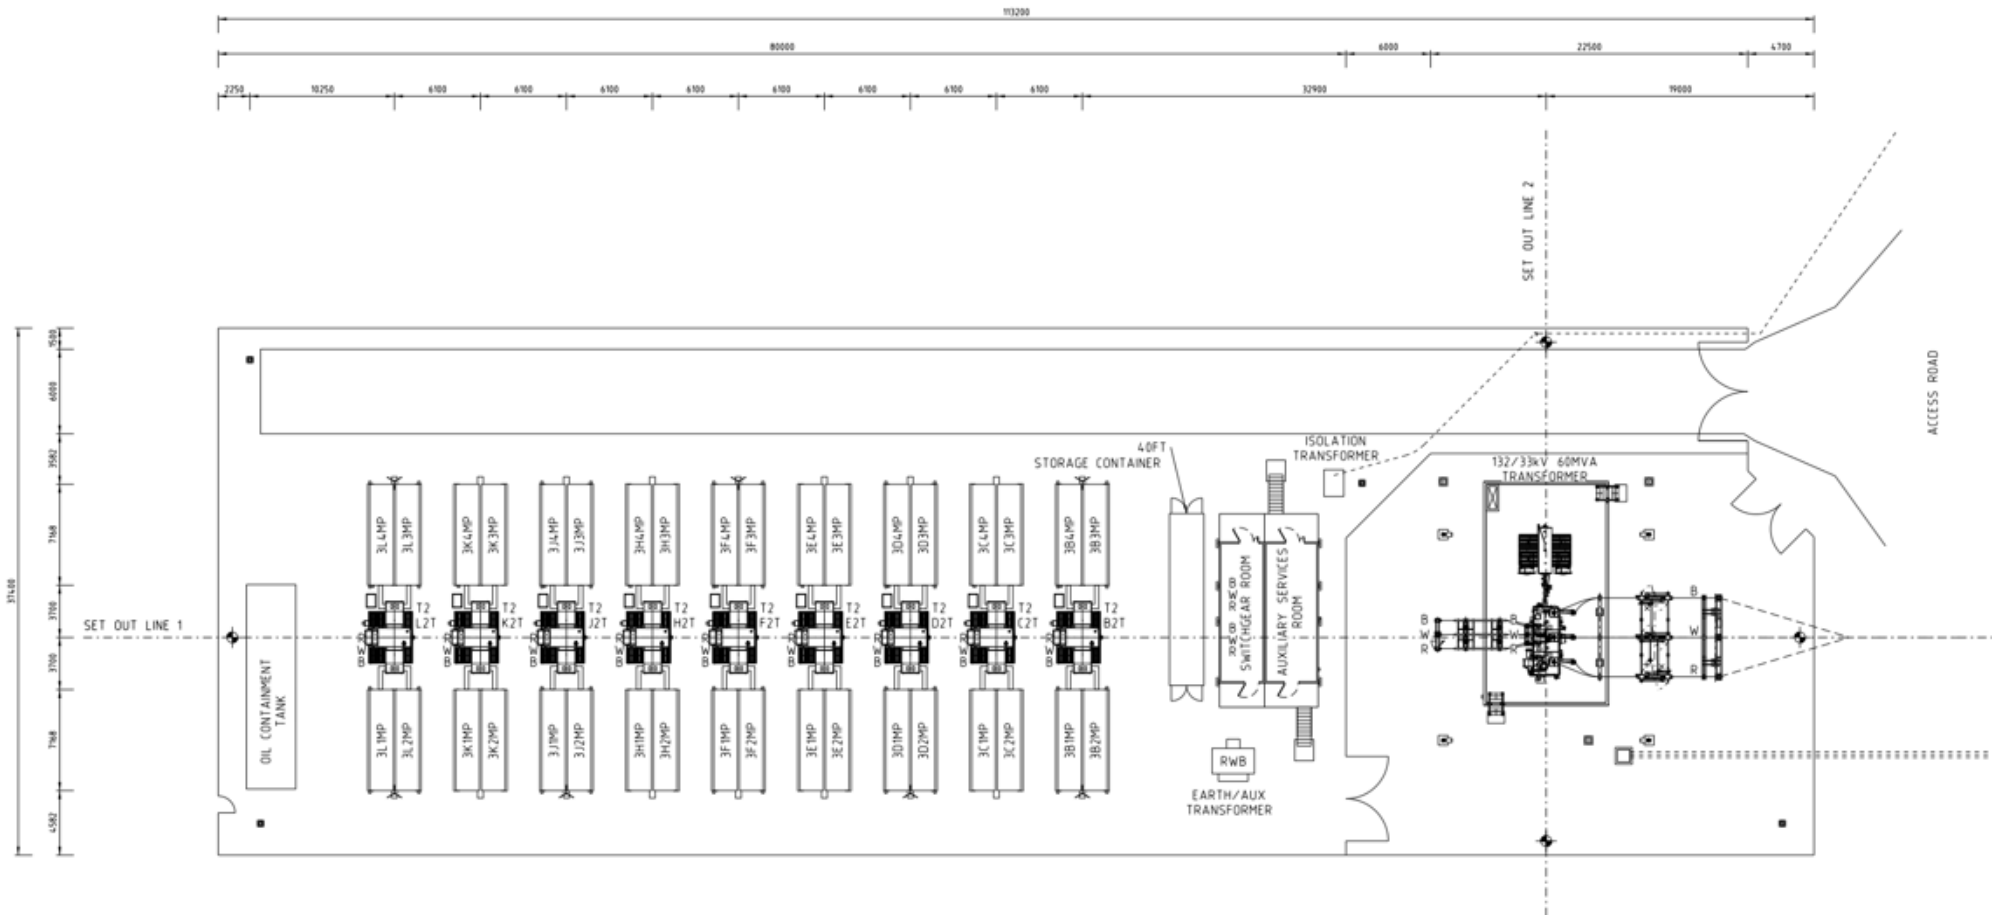 113200
80000
6000
22500
4700
2250
10250
6100
6100
6100
6100
6100
6100
6100
6100
32900
19000
SET OUT LINE 2
37400
1500
6000
3582
7168
3700
3700
7168
4582
ACCESS ROAD
40FT
STORAGE CONTAINER
ISOLATION
TRANSFORMER
132/33kV 60MVA
TRANSFORMER
3L4MP
3L3MP
3K4MP
3K3MP
3J4MP
3J3MP
3H4MP
3H3MP
3F4MP
3F3MP
3E4MP
3E3MP
3D4MP
3D3MP
3C4MP
3C3MP
3B4MP
3B3MP
SET OUT LINE 1
T2
L2T
T2
K2T
T2
J2T
T2
H2T
T2
F2T
T2
E2T
T2
D2T
T2
C2T
T2
B2T
R
W
B
R
W
B
R
W
B
R
W
B
R
W
B
R
W
B
R
W
B
R
W
B
R
W
B
RWB
RWB
SWITCHGEAR ROOM
AUXILIARY SERVICES
ROOM
B
W
R
B
W
R
B
W
R
OIL CONTAINMENT
TANK
3L1MP
3L2MP
3K1MP
3K2MP
3J1MP
3J2MP
3H1MP
3H2MP
3F1MP
3F2MP
3E1MP
3E2MP
3D1MP
3D2MP
3C1MP
3C2MP
3B1MP
3B2MP
RWB
EARTH/AUX
TRANSFORMER